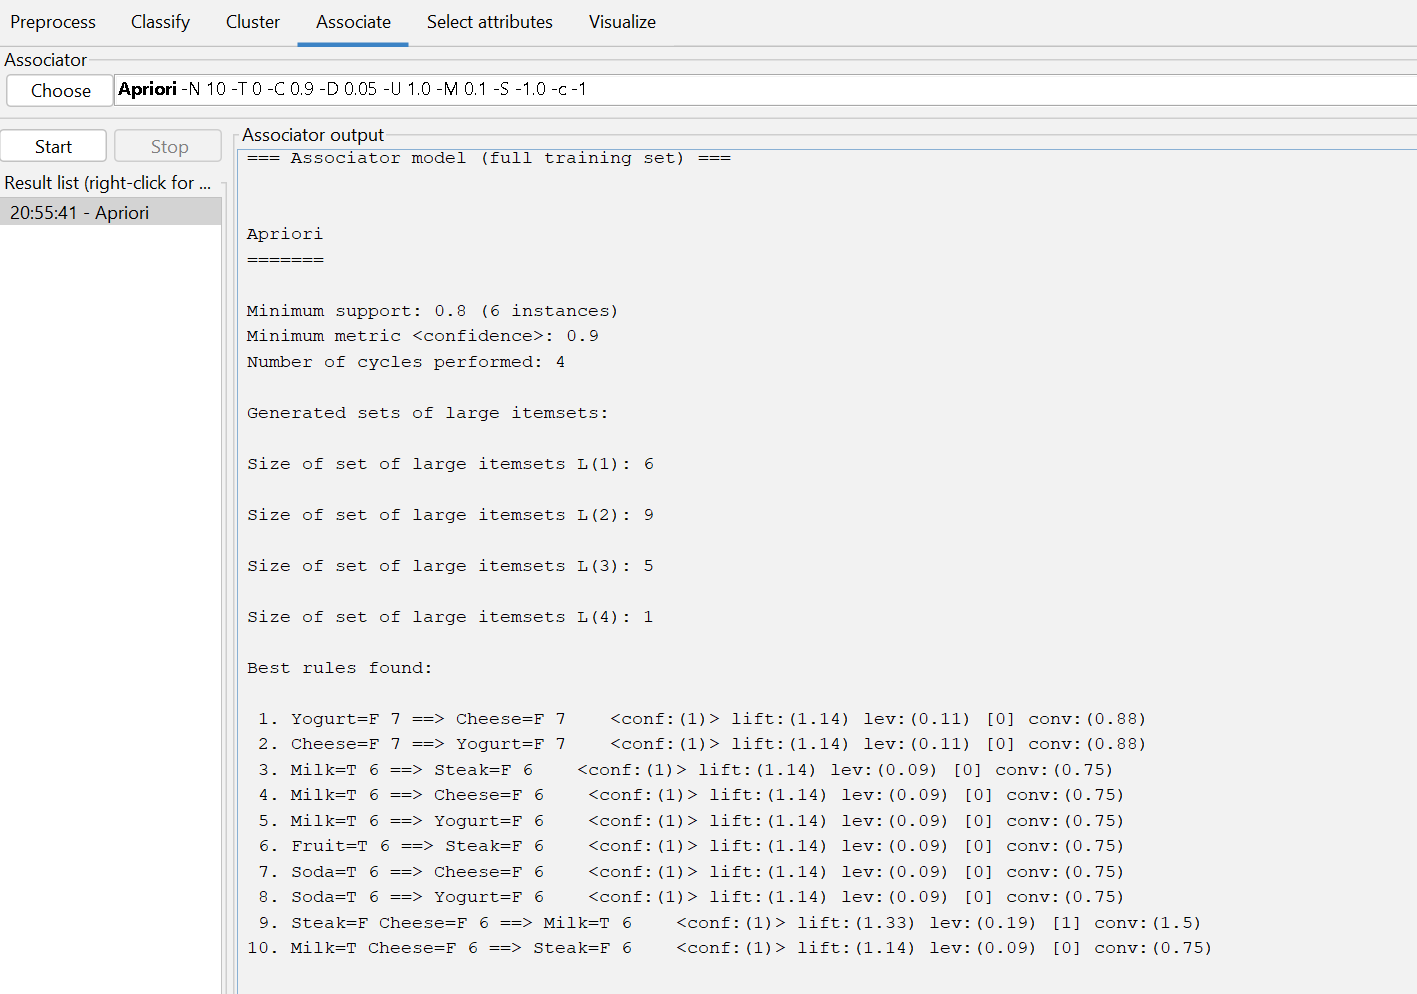 Preprocess Classify Cluster Associate Select attributes Visualize
Associator
Choose Apriori -N 10 -T 0 -C 0.9 -D 0.05 -U 1.0 -M 0.1 -S -1.0 -c -1
Start Stop
Result list (right-click for ...
20:55:41 - Apriori
Associator output
=== Associator model (full training set) ===
Apriori
=======
Minimum support: 0.8 (6 instances)
Minimum metric <confidence>: 0.9
Number of cycles performed: 4
Generated sets of large itemsets:
Size of set of large itemsets L(1): 6
Size of set of large itemsets L(2): 9
Size of set of large itemsets L(3): 5
Size of set of large itemsets L(4): 1
Best rules found:
1. Yogurt=F 7 ==> Cheese=F 7 <conf:(1)> lift:(1.14) lev:(0.11) [0] conv:(0.88)
2. Cheese=F 7 ==> Yogurt=F 7 <conf:(1)> lift:(1.14) lev:(0.11) [0] conv:(0.88)
3. Milk=T 6 ==> Steak=F 6 <conf:(1)> lift:(1.14) lev:(0.09) [0] conv:(0.75)
4. Milk=T 6 ==> Cheese=F 6 <conf:(1)> lift:(1.14) lev:(0.09) [0] conv:(0.75)
5. Milk=T 6 ==> Yogurt=F 6 <conf:(1)> lift:(1.14) lev:(0.09) [0] conv:(0.75)
6. Fruit=T 6 ==> Steak=F 6 <conf:(1)> lift:(1.14) lev:(0.09) [0] conv:(0.75)
7. Soda=T 6 ==> Cheese=F 6 <conf:(1)> lift:(1.14) lev:(0.09) [0] conv:(0.75)
8. Soda=T 6 ==> Yogurt=F 6 <conf:(1)> lift:(1.14) lev:(0.09) [0] conv:(0.75)
9. Steak=F Cheese=F 6 ==> Milk=T 6 <conf:(1)> lift:(1.33) lev:(0.19) [1] conv:(1.5)
10. Milk=T Cheese=F 6 ==> Steak=F 6 <conf:(1)> lift:(1.14) lev:(0.09) [0] conv:(0.75)